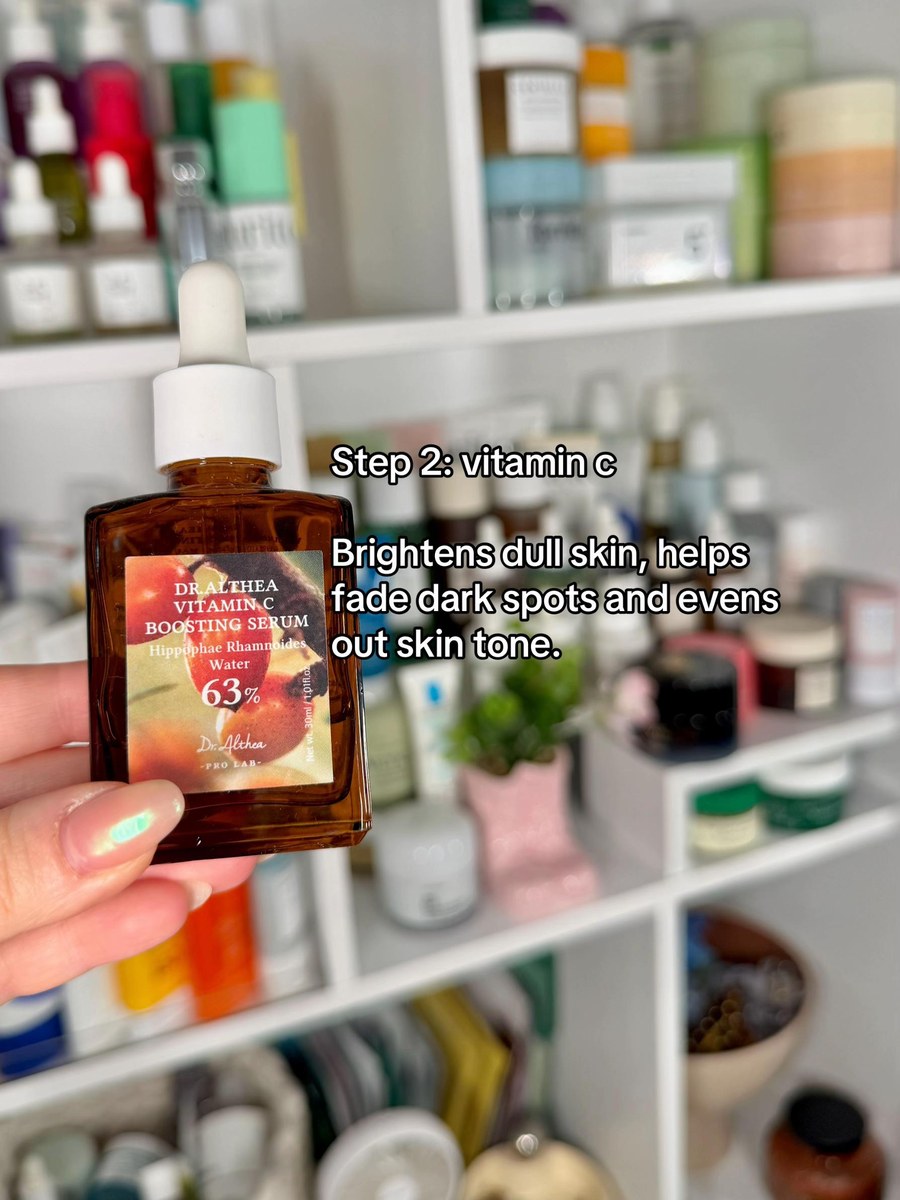 Step 2: vitamin c
Brightens dull skin, helps
fade dark spots and evens
out skin tone.
DR.ALTHEA
VITAMIN C
BOOSTING SERUM
Hippophae Rhamnoides
Water
63%
Dr. Althea
-PRO LAB-
Net wt. 30ml / 1.01fl.oz